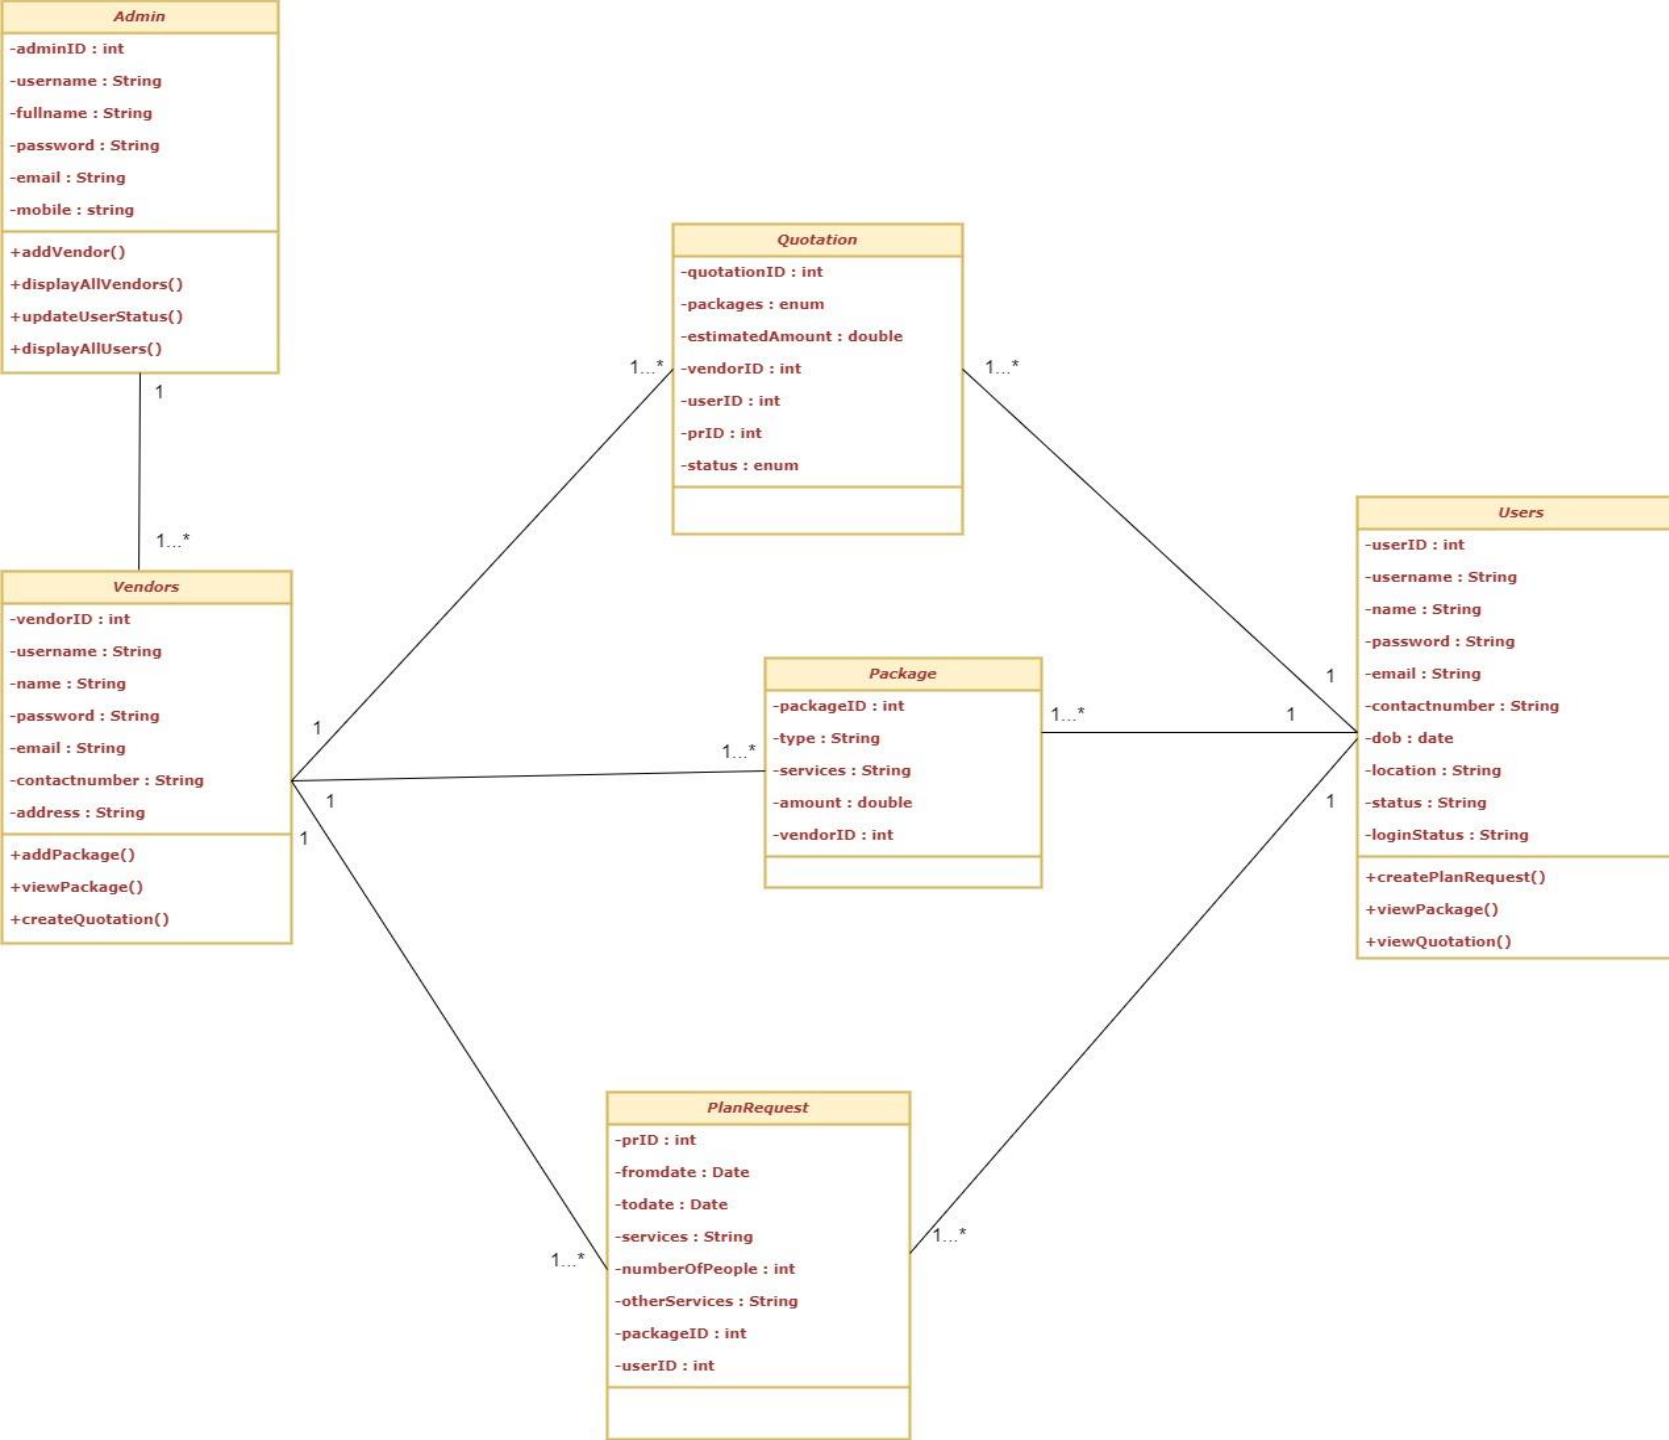 Admin
-adminID : int
-username : String
-fullname : String
-password : String
-email : String
-mobile : string
+addVendor()
+displayAllVendors()
+updateUserStatus()
+displayAllUsers()
1
1...*
Vendors
-vendorID : int
-username : String
-name : String
-password : String
-email : String
-contactnumber : String
-address : String
+addPackage()
+viewPackage()
+createQuotation()
1
1
1
1...*
1...*
1...*
Quotation
-quotationID : int
-packages : enum
-estimatedAmount : double
-vendorID : int
-userID : int
-prID : int
-status : enum
1...*
Package
-packageID : int
-type : String
-services : String
-amount : double
-vendorID : int
1...*
PlanRequest
-prID : int
-fromdate : Date
-todate : Date
-services : String
-numberOfPeople : int
-otherServices : String
-packageID : int
-userID : int
1...*
1
1
1
Users
-userID : int
-username : String
-name : String
-password : String
-email : String
-contactnumber : String
-dob : date
-location : String
-status : String
-loginStatus : String
+createPlanRequest()
+viewPackage()
+viewQuotation()